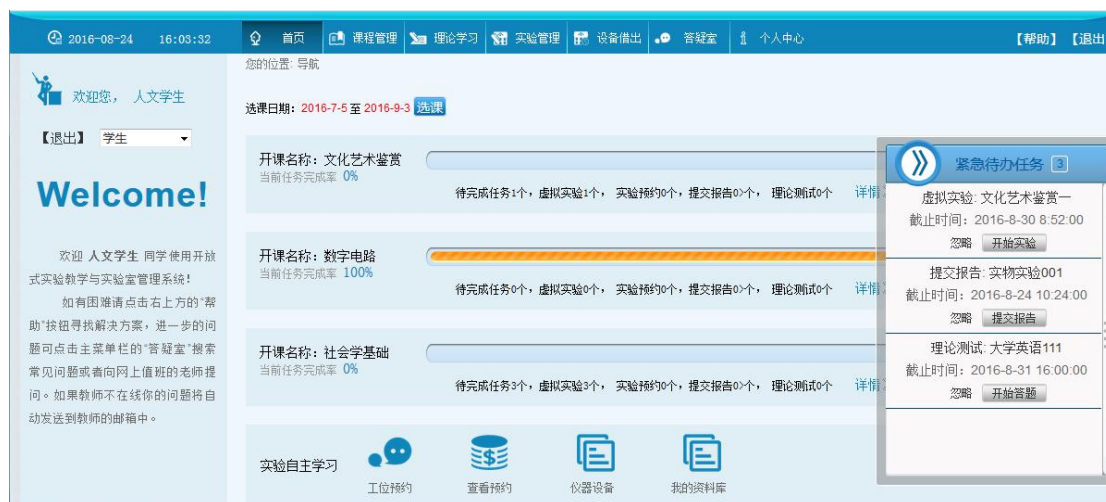 2016-08-24 16:03:32 首页 课程管理 理论学习 实验管理 设备借出 答疑室 个人中心 【帮助】 【退出
您的位置: 导航
欢迎您， 人文学生
【退出】 学生
Welcome!
欢迎 人文学生 同学使用开放
式实验教学与实验室管理系统!
如有困难请点击右上方的"帮
助"按钮寻找解决方案，进一步的问
题可点击主菜单栏的"答疑室"搜索
常见问题或者向网上值班的老师提
问。如果教师不在线你的问题将自
动发送到教师的邮箱中。
选课日期: 2016-7-5 至 2016-9-3 选课
开课名称: 文化艺术鉴赏
当前任务完成率 0%
待完成任务1个，虚拟实验1个， 实验预约0个，提交报告0个， 理论测试0个 详情
开课名称: 数字电路
当前任务完成率 100%
待完成任务0个，虚拟实验0个， 实验预约0个，提交报告0个， 理论测试0个 详情
开课名称: 社会学基础
当前任务完成率 0%
待完成任务3个，虚拟实验3个， 实验预约0个，提交报告0个， 理论测试0个 详情
实验自主学习
工位预约 查看预约 仪器设备 我的资料库
紧急待办任务 3
虚拟实验: 文化艺术鉴赏一
截止时间: 2016-8-30 8:52:00
忽略 开始实验
提交报告: 实物实验001
截止时间: 2016-8-24 10:24:00
忽略 提交报告
理论测试: 大学英语111
截止时间: 2016-8-31 16:00:00
忽略 开始答题